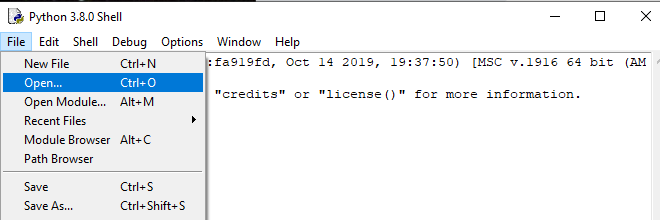 Python 3.8.0 Shell
File Edit Shell Debug Options Window Help
New File Ctrl+N
:fa919fd, Oct 14 2019, 19:37:50) [MSC v.1916 64 bit (AM
Open... Ctrl+O
"credits" or "license()" for more information.
Open Module... Alt+M
Recent Files
Module Browser Alt+C
Path Browser
Save Ctrl+S
Save As... Ctrl+Shift+S